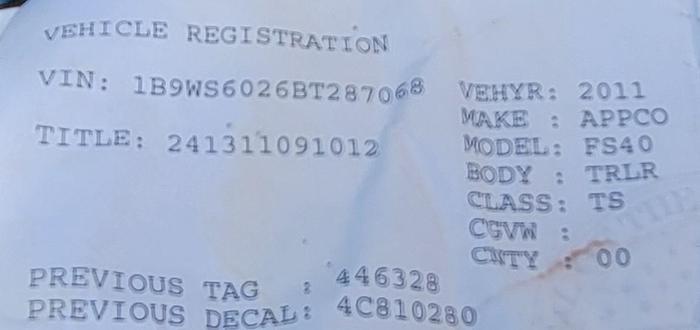 VEHICLE REGISTRATION
VIN: 1B9WS6026BT287068
TITLE: 241311091012
VEHYR: 2011
MAKE : APPCO
MODEL: FS40
BODY : TRLR
CLASS: TS
CGVW :
CNTY : 00
PREVIOUS TAG : 446328
PREVIOUS DECAL: 4C810280